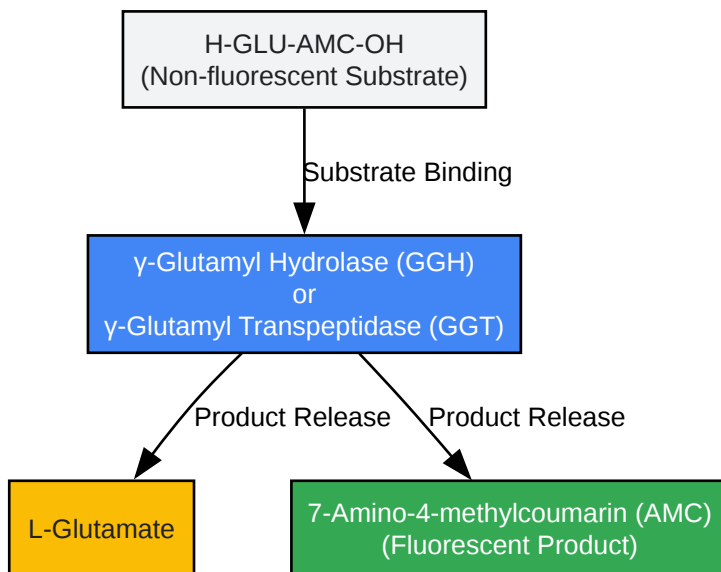 H-GLU-AMC-OH
(Non-fluorescent Substrate)
Substrate Binding
γ-Glutamyl Hydrolase (GGH)
or
γ-Glutamyl Transpeptidase (GGT)
Product Release
Product Release
L-Glutamate
7-Amino-4-methylcoumarin (AMC)
(Fluorescent Product)